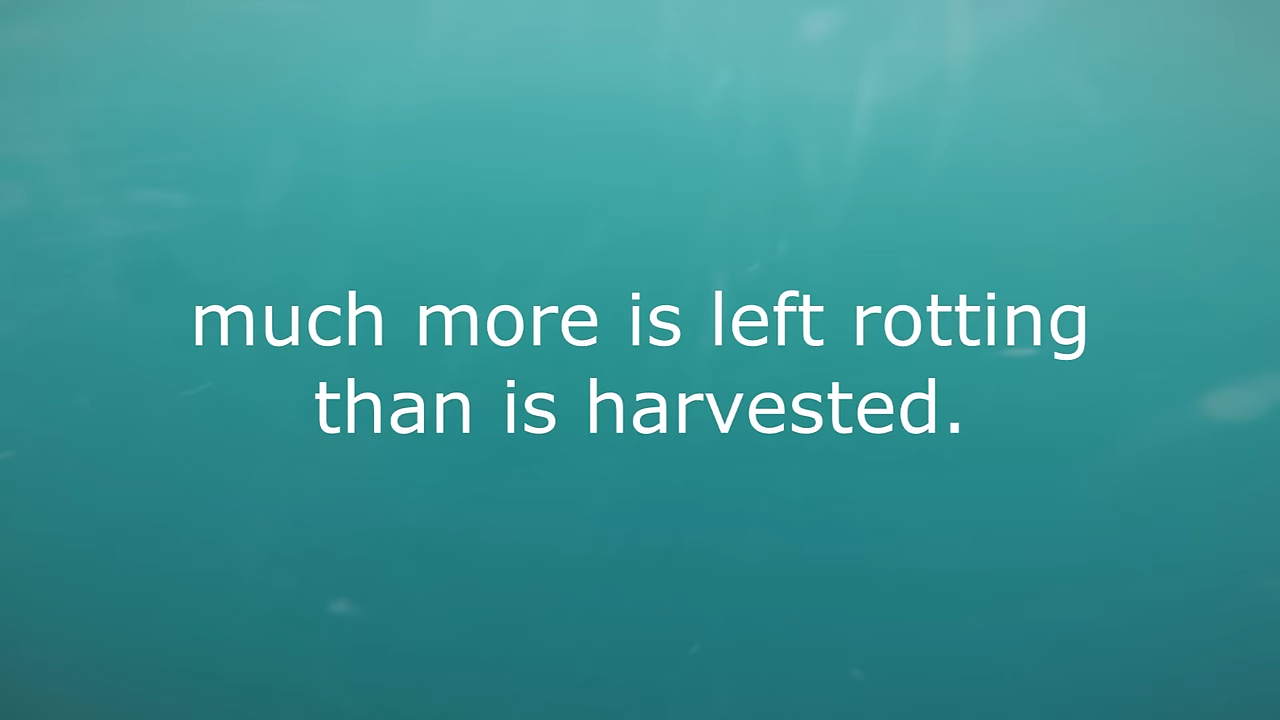 much more is left rotting
than is harvested.